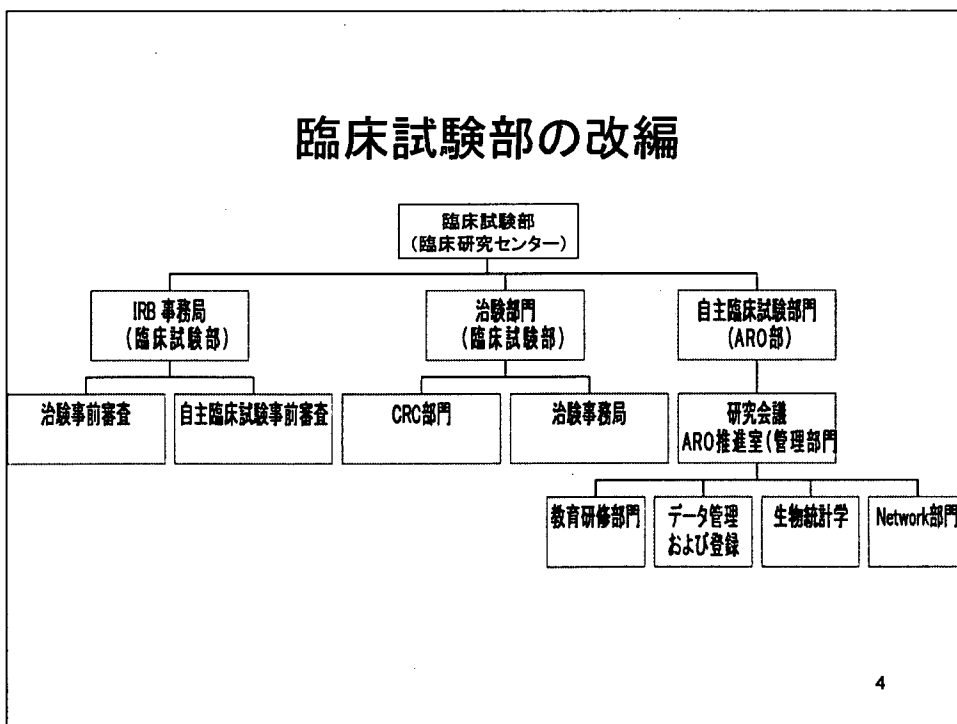 臨床試験部の改編
臨床試験部
(臨床研究センター)
IRB 事務局
(臨床試験部)
治験部門
(臨床試験部)
自主臨床試験部門
(ARO部)
治験事前審査
自主臨床試験事前審査
CRC部門
治験事務局
研究会議
ARO推進室(管理部門
教育研修部門
データ管理
および登録
生物統計学
Network部門
4